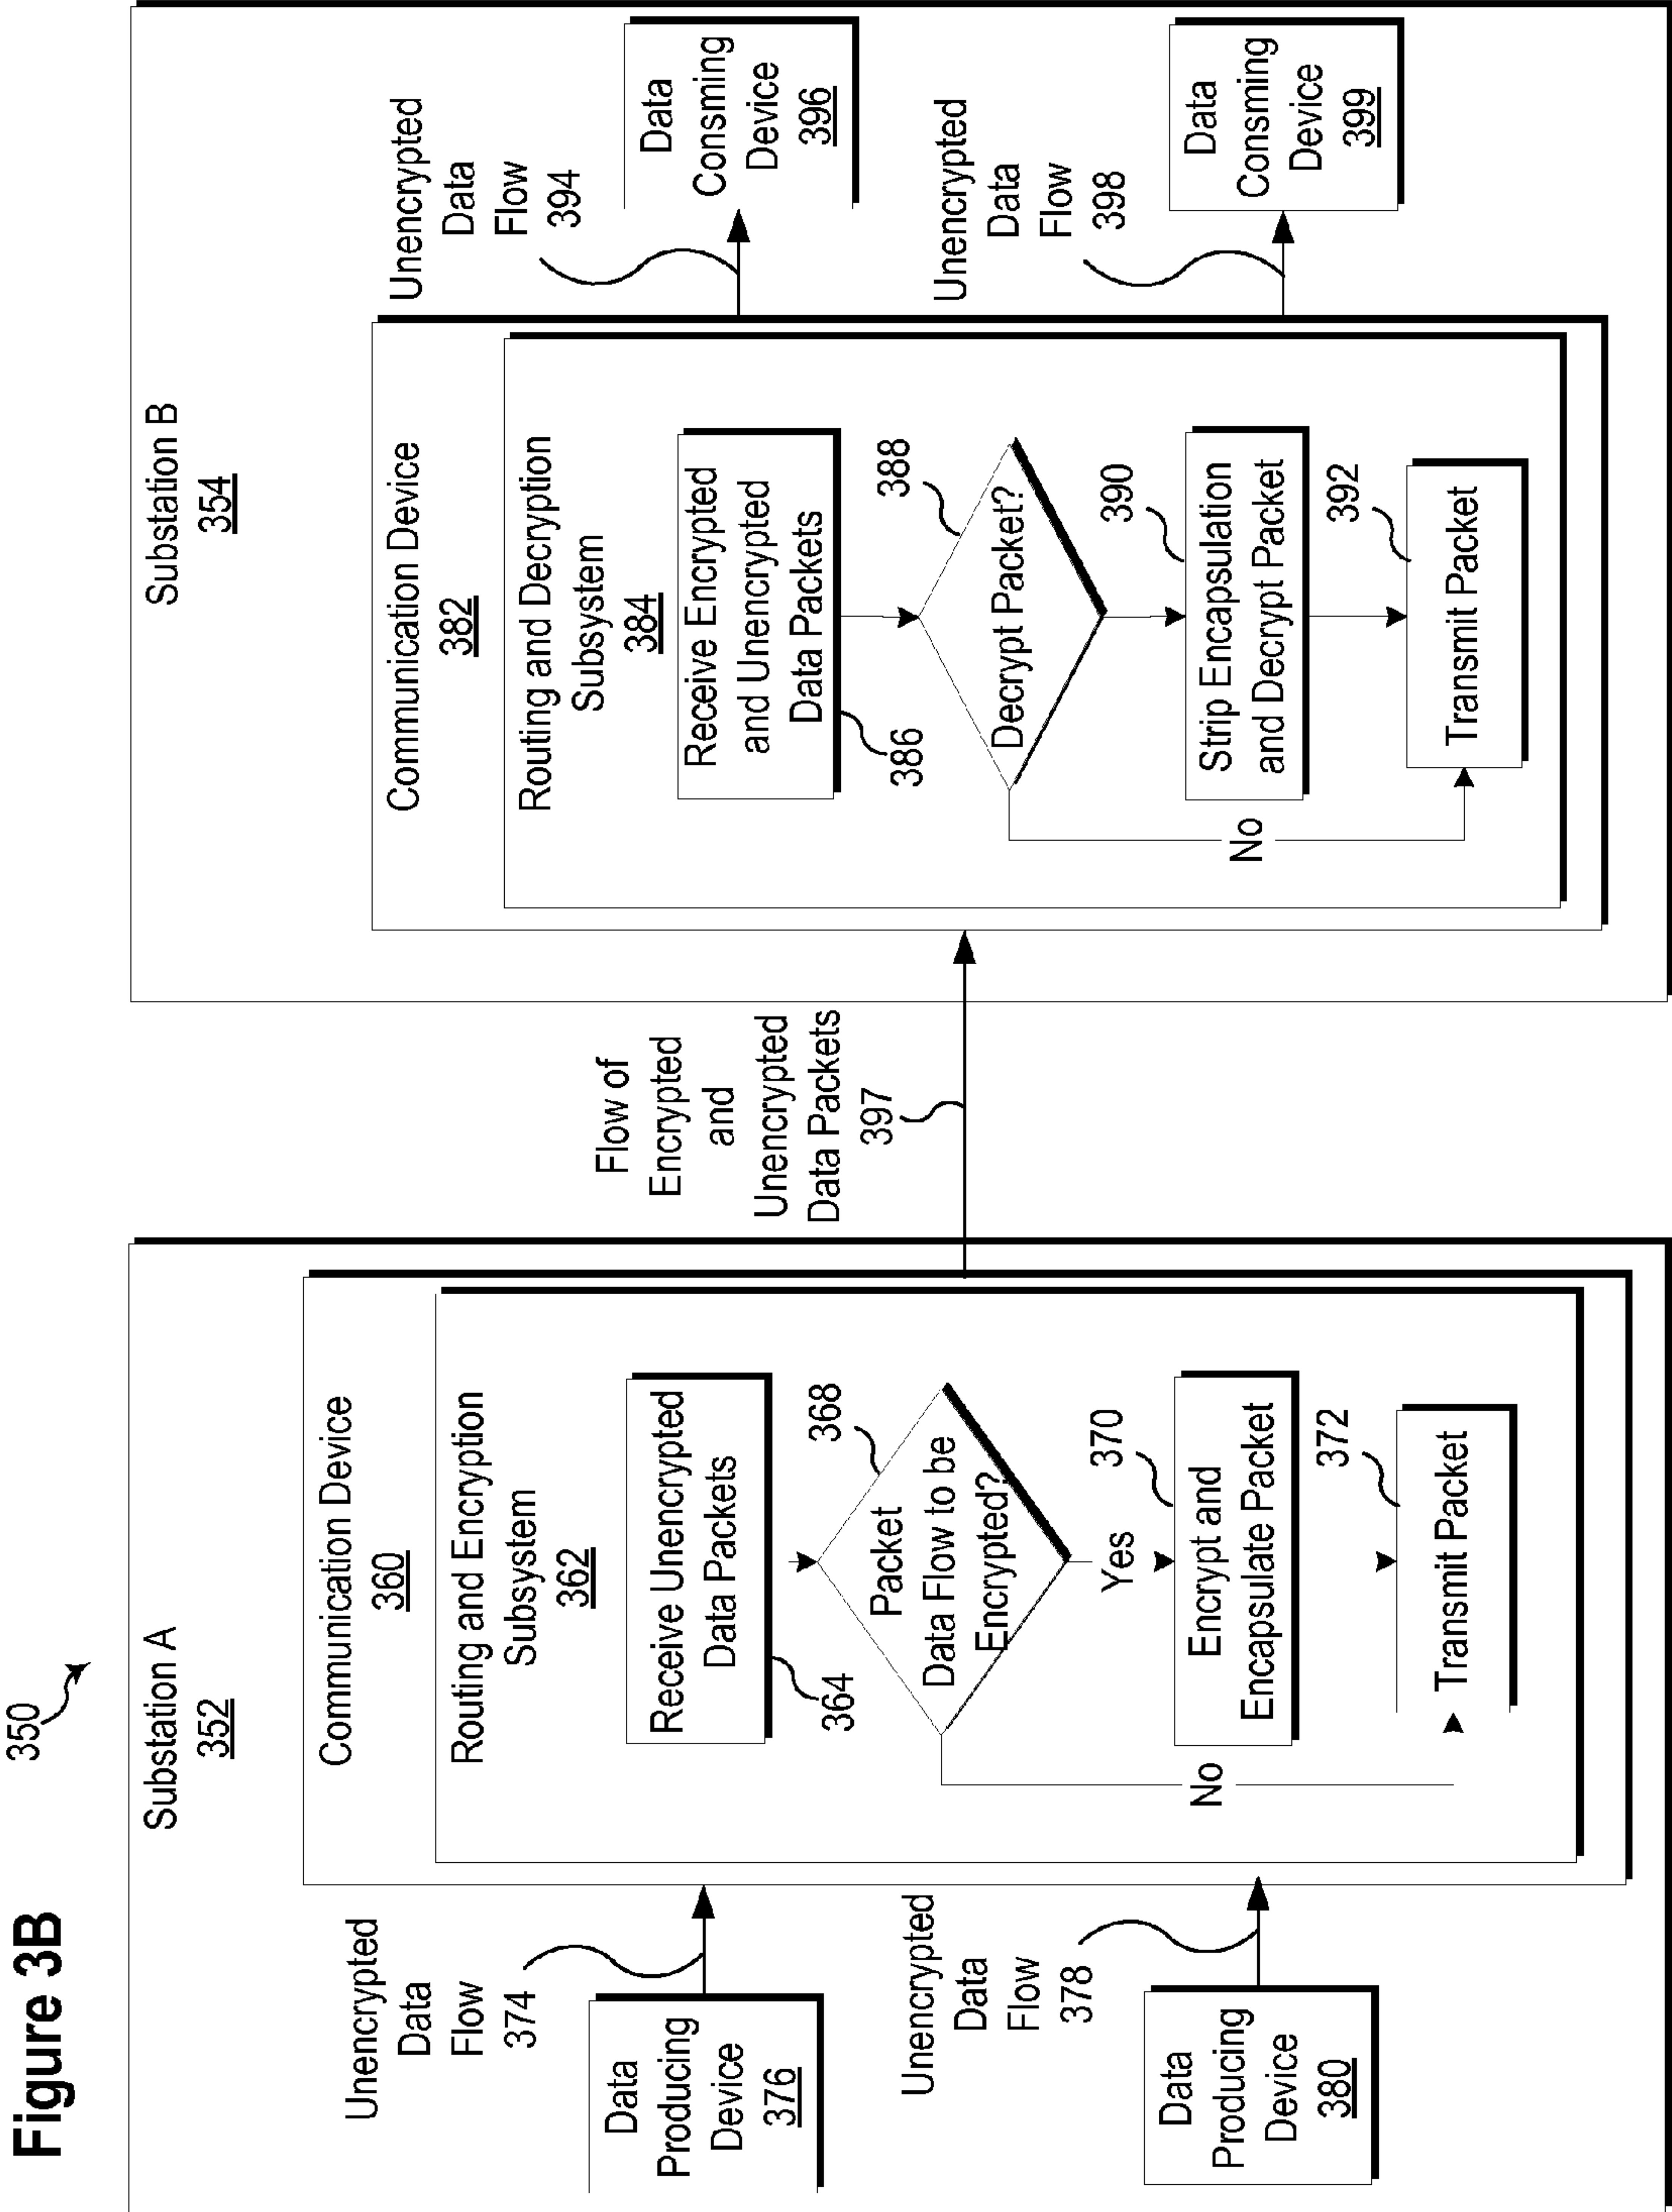 Figure 3B
350
Substation A
352
Communication Device
360
Routing and Encryption
Subsystem
362
Receive Unencrypted
Data Packets
364
368
Packet
Data Flow to be
Encrypted?
Yes
No
370
Encrypt and
Encapsulate Packet
372
Transmit Packet
Unencrypted
Data
Flow
374
Data
Producing
Device
376
Unencrypted
Data
Flow
378
Data
Producing
Device
380
Flow of
Encrypted
and
Unencrypted
Data Packets
397
Substation B
354
Communication Device
382
Routing and Decryption
Subsystem
384
Receive Encrypted
and Unencrypted
Data Packets
386
388
Decrypt Packet?
No
390
Strip Encapsulation
and Decrypt Packet
392
Transmit Packet
Unencrypted
Data
Flow
394
Data
Consming
Device
396
Unencrypted
Data
Flow
398
Data
Consming
Device
399